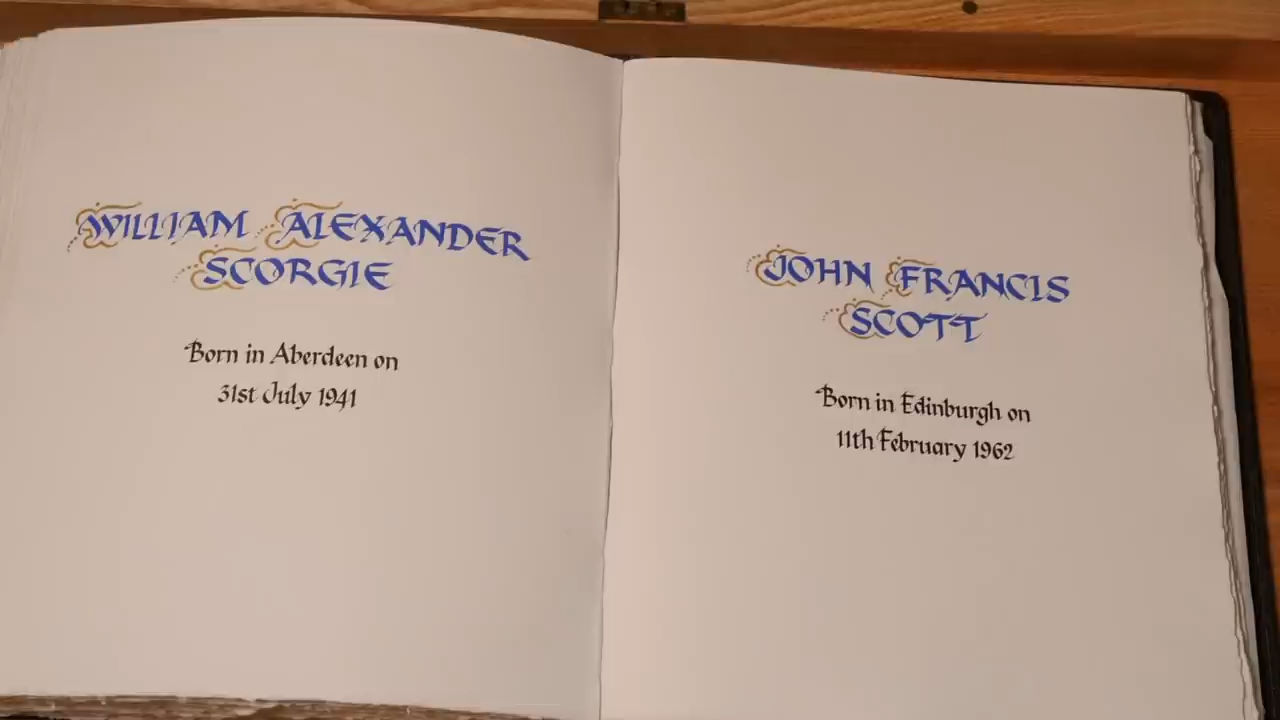 WILLIAM ALEXANDER
SCORGIE
Born in Aberdeen on
31st July 1941
JOHN FRANCIS
SCOTT
Born in Edinburgh on
11th February 1962